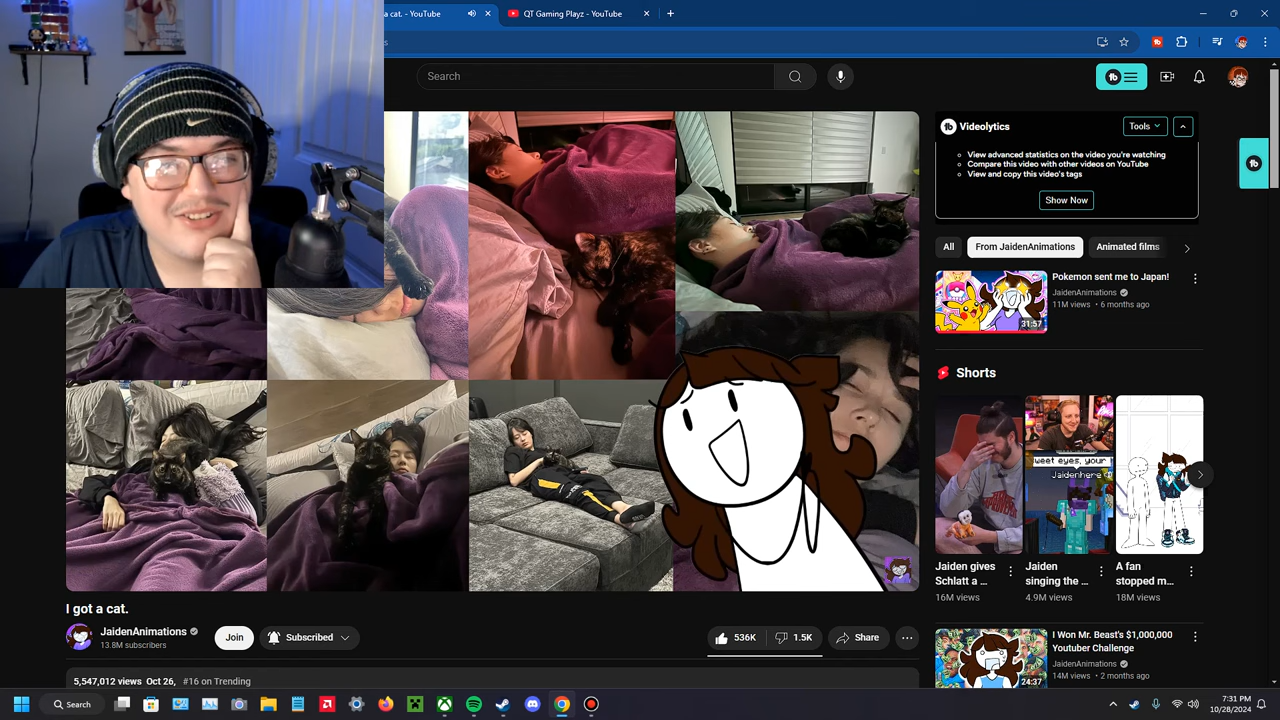 a cat. - YouTube
QT Gaming Playz - YouTube
s
Search
Videolytics
Tools
View advanced statistics on the video you're watching
Compare this video with other videos on YouTube
View and copy this video's tags
Show Now
All
From JaidenAnimations
Animated films
Pokemon sent me to Japan!
JaidenAnimations
11M views • 6 months ago
31:57
Shorts
weet eyes, your h
Jaidenhere
Jaiden gives
Schlatt a ...
16M views
Jaiden
singing the ...
4.9M views
A fan
stopped m...
18M views
I got a cat.
JaidenAnimations
13.8M subscribers
Join
Subscribed
536K
1.5K
Share
I Won Mr. Beast's $1,000,000
Youtuber Challenge
JaidenAnimations
14M views • 2 months ago
24:37
5,547,012 views Oct 26, #16 on Trending
Search
7:31 PM
10/28/2024